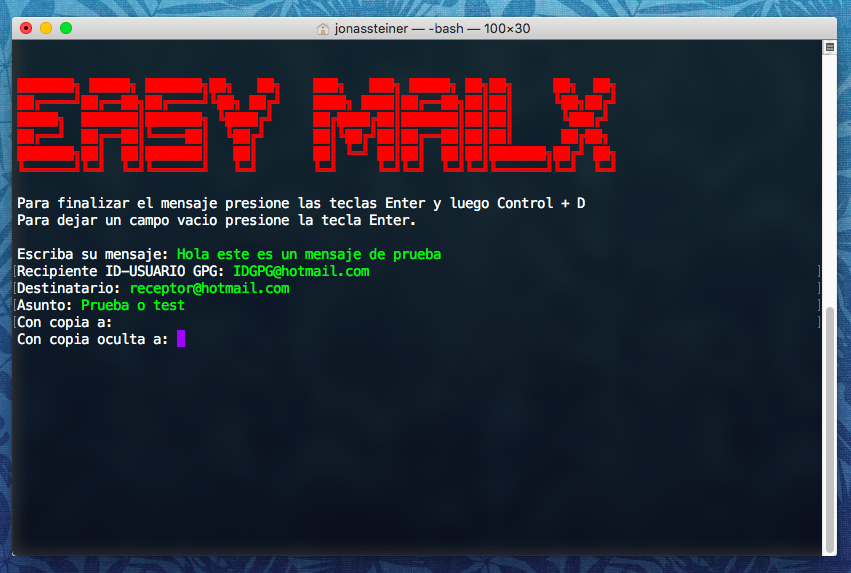 jonassteiner — -bash — 100×30
EASY MAILX
Para finalizar el mensaje presione las teclas Enter y luego Control + D
Para dejar un campo vacio presione la tecla Enter.
Escriba su mensaje: Hola este es un mensaje de prueba
[Recipiente ID-USUARIO GPG: IDGPG@hotmail.com ]
[Destinatario: receptor@hotmail.com ]
[Asunto: Prueba o test ]
[Con copia a: ]
Con copia oculta a: